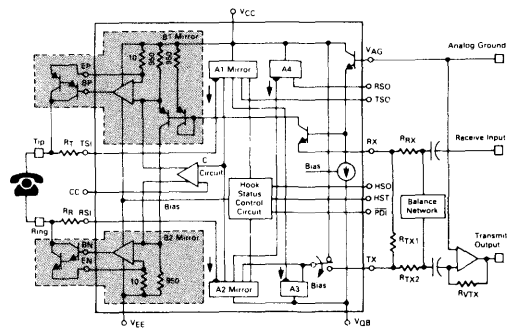 VCC
B1 Mirror
10
950
950
VAG
Analog Ground
EP
BP
A1 Mirror
A4
RSO
TSO
Tip
RT
TSI
RX
RRX
Receive Input
C
Circuit
Bias
CC
Hook
Status
Control
Circuit
HSO
HST
PDI
Balance
Network
Bias
RTX1
Ring
RR
RSI
B2 Mirror
BN
EN
10
950
TX
RTX2
Transmit
Output
Bias
A2 Mirror
A3
RVTX
VEE
VQB